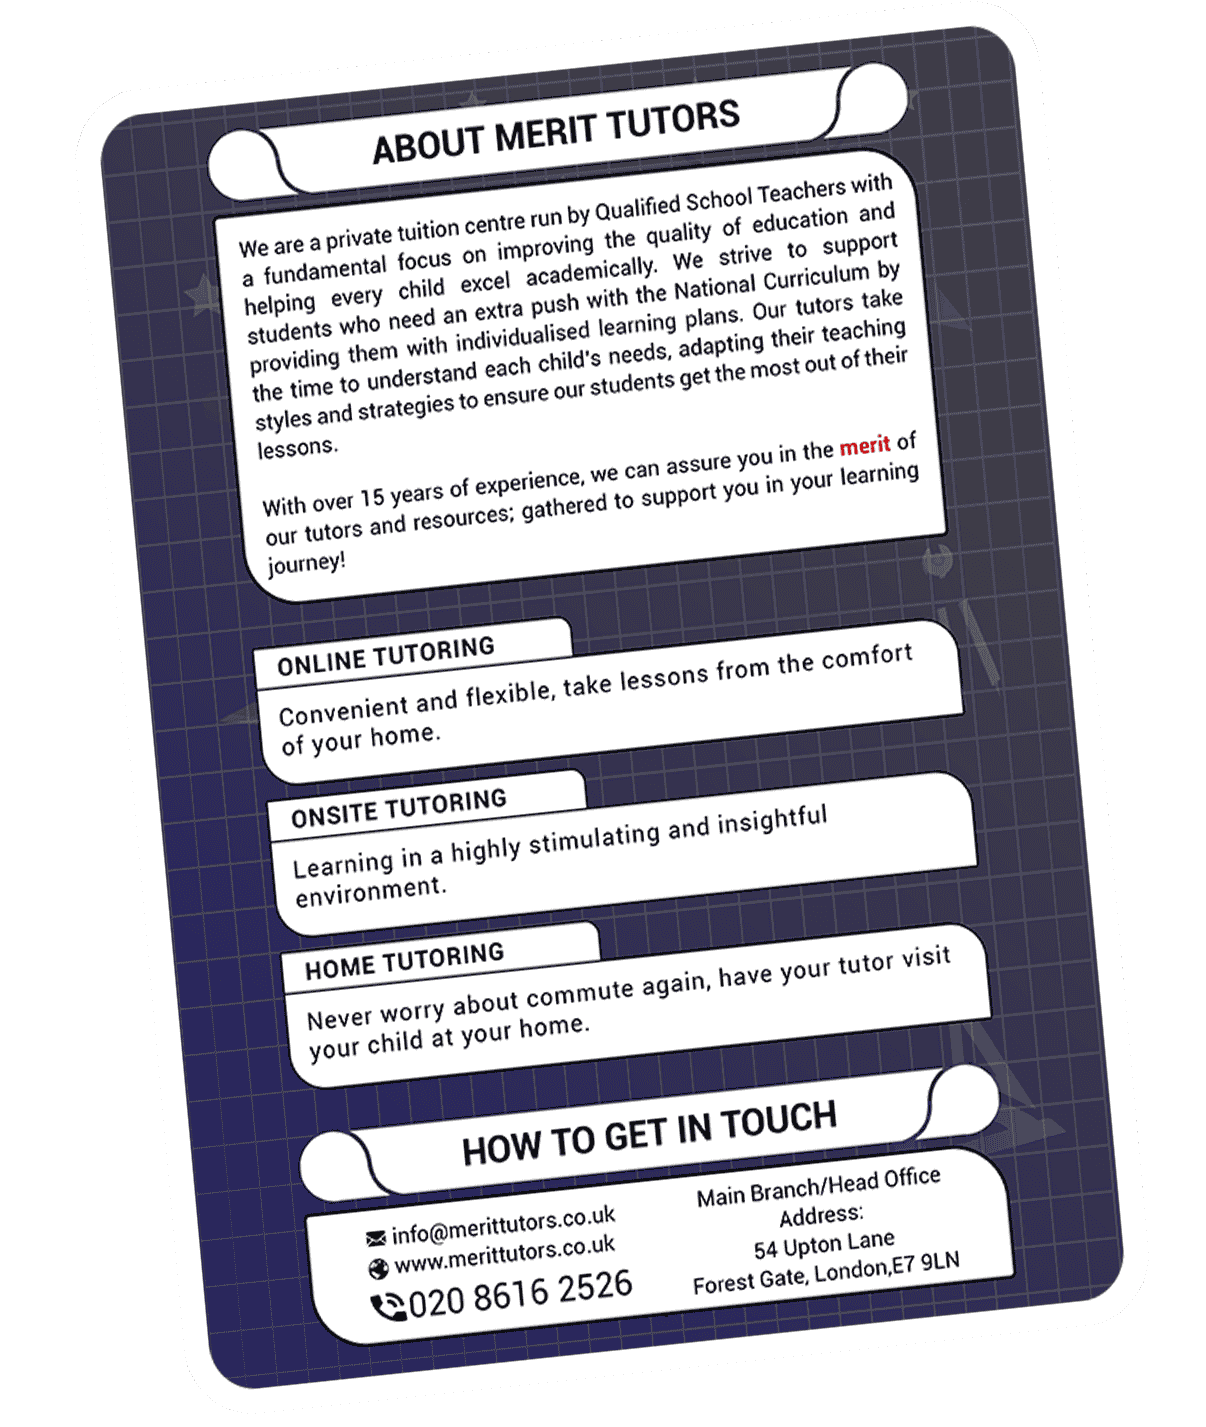 ABOUT MERIT TUTORS
We are a private tuition centre run by Qualified School Teachers with
a fundamental focus on improving the quality of education and
helping every child excel academically. We strive to support
students who need an extra push with the National Curriculum by
providing them with individualised learning plans. Our tutors take
the time to understand each child's needs, adapting their teaching
styles and strategies to ensure our students get the most out of their
lessons.
With over 15 years of experience, we can assure you in the merit of
our tutors and resources; gathered to support you in your learning
journey!
ONLINE TUTORING
Convenient and flexible, take lessons from the comfort
of your home.
ONSITE TUTORING
Learning in a highly stimulating and insightful
environment.
HOME TUTORING
Never worry about commute again, have your tutor visit
your child at your home.
HOW TO GET IN TOUCH
info@merittutors.co.uk
www.merittutors.co.uk
020 8616 2526
Main Branch/Head Office
Address:
54 Upton Lane
Forest Gate, London,E7 9LN